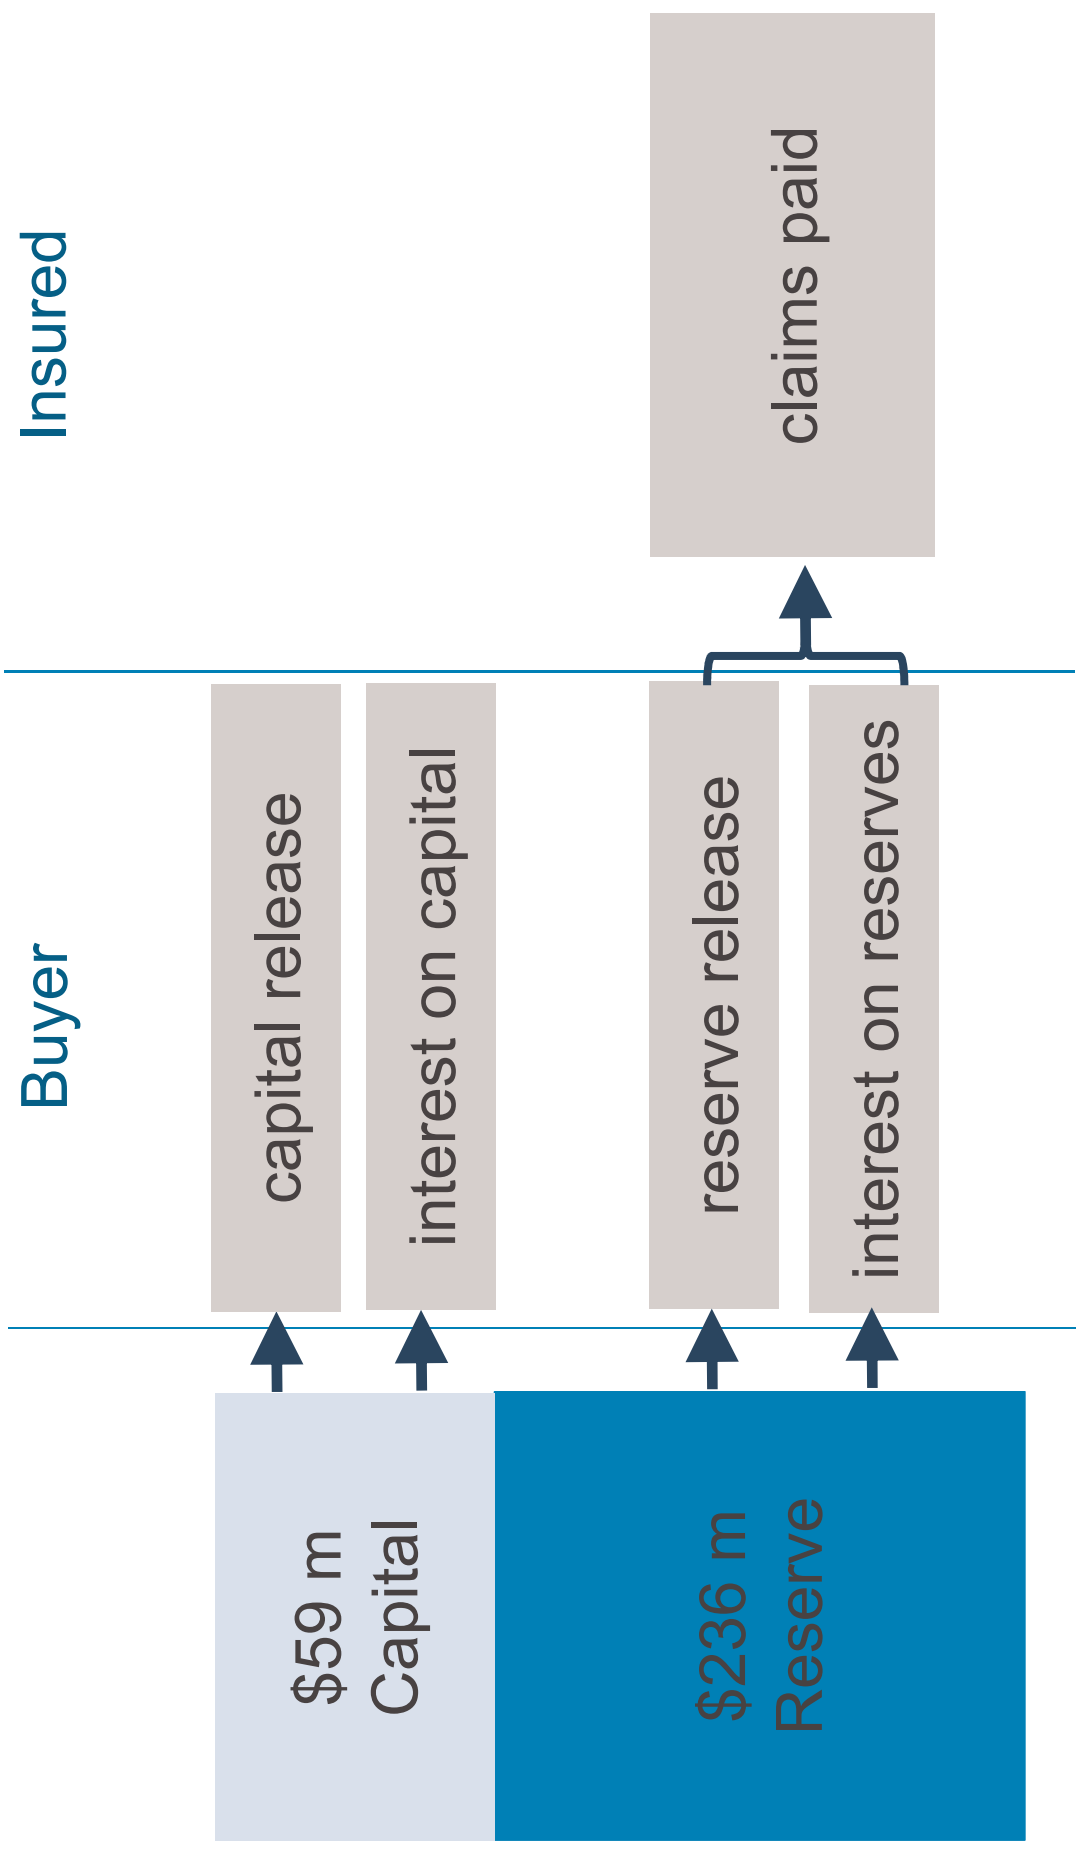 Buyer
Insured
$59 m
Capital
capital release
interest on capital
$236 m
Reserve
reserve release
interest on reserves
claims paid